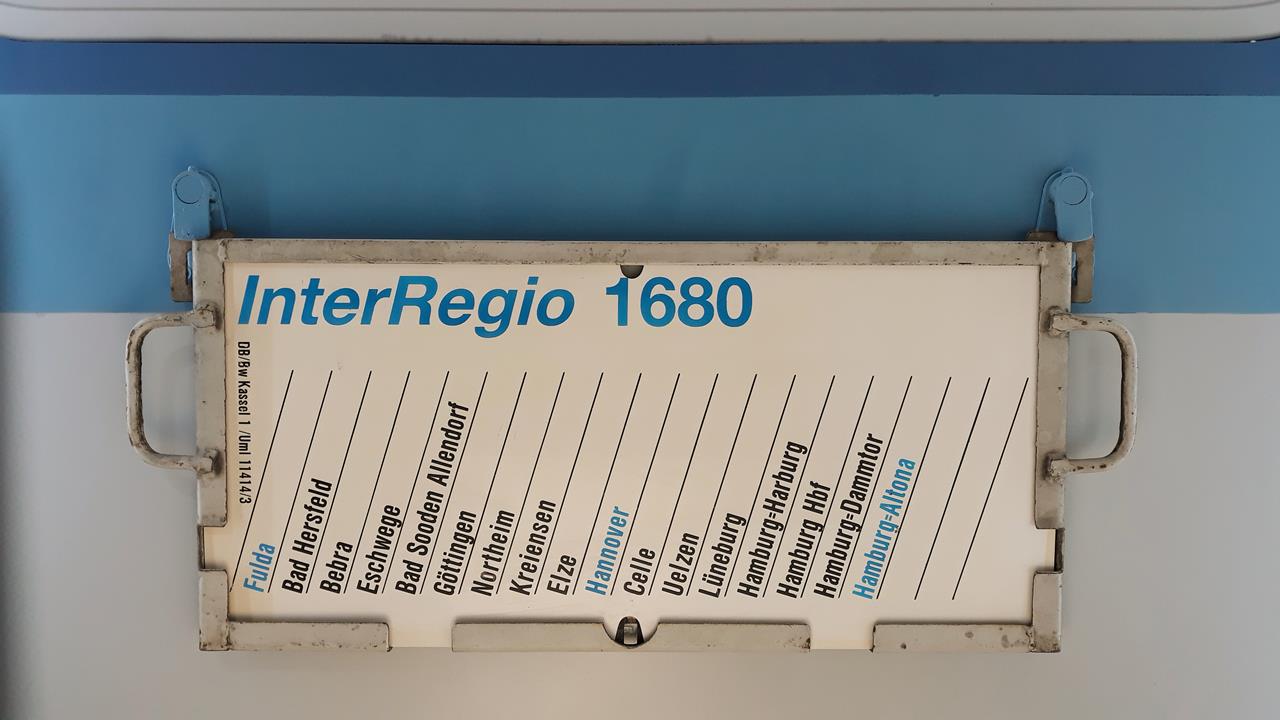 InterRegio 1680
DB/Bw Kassel 1 /Uml 11414/3
Fulda
Bad Hersfeld
Bebra
Eschwege
Bad Sooden Allendorf
Göttingen
Northeim
Kreiensen
Elze
Hannover
Celle
Uelzen
Lüneburg
Hamburg=Harburg
Hamburg Hbf
Hamburg=Dammtor
Hamburg=Altona